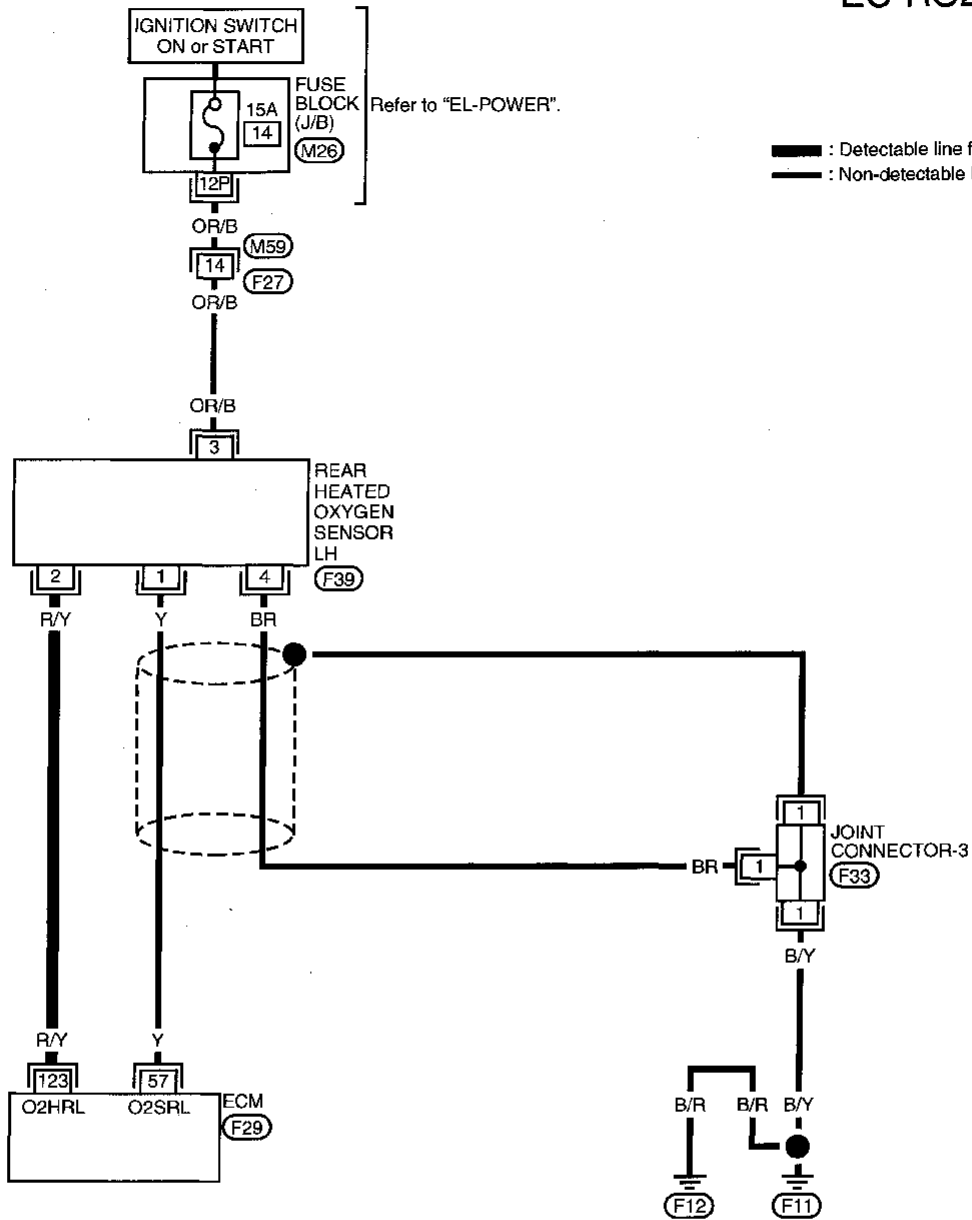 IGNITION SWITCH
ON or START
FUSE
BLOCK
(J/B)
M26
15A
14
Refer to "EL-POWER".
: Detectable line f
: Non-detectable
12P
OR/B
M59
14
F27
OR/B
OR/B
3
REAR
HEATED
OXYGEN
SENSOR
LH
F39
2 1 4
R/Y Y BR
1
JOINT
CONNECTOR-3
F33
BR 1
1
B/Y
R/Y Y
123 57
O2HRL O2SRL
ECM
F29
B/R B/R B/Y
F12 F11